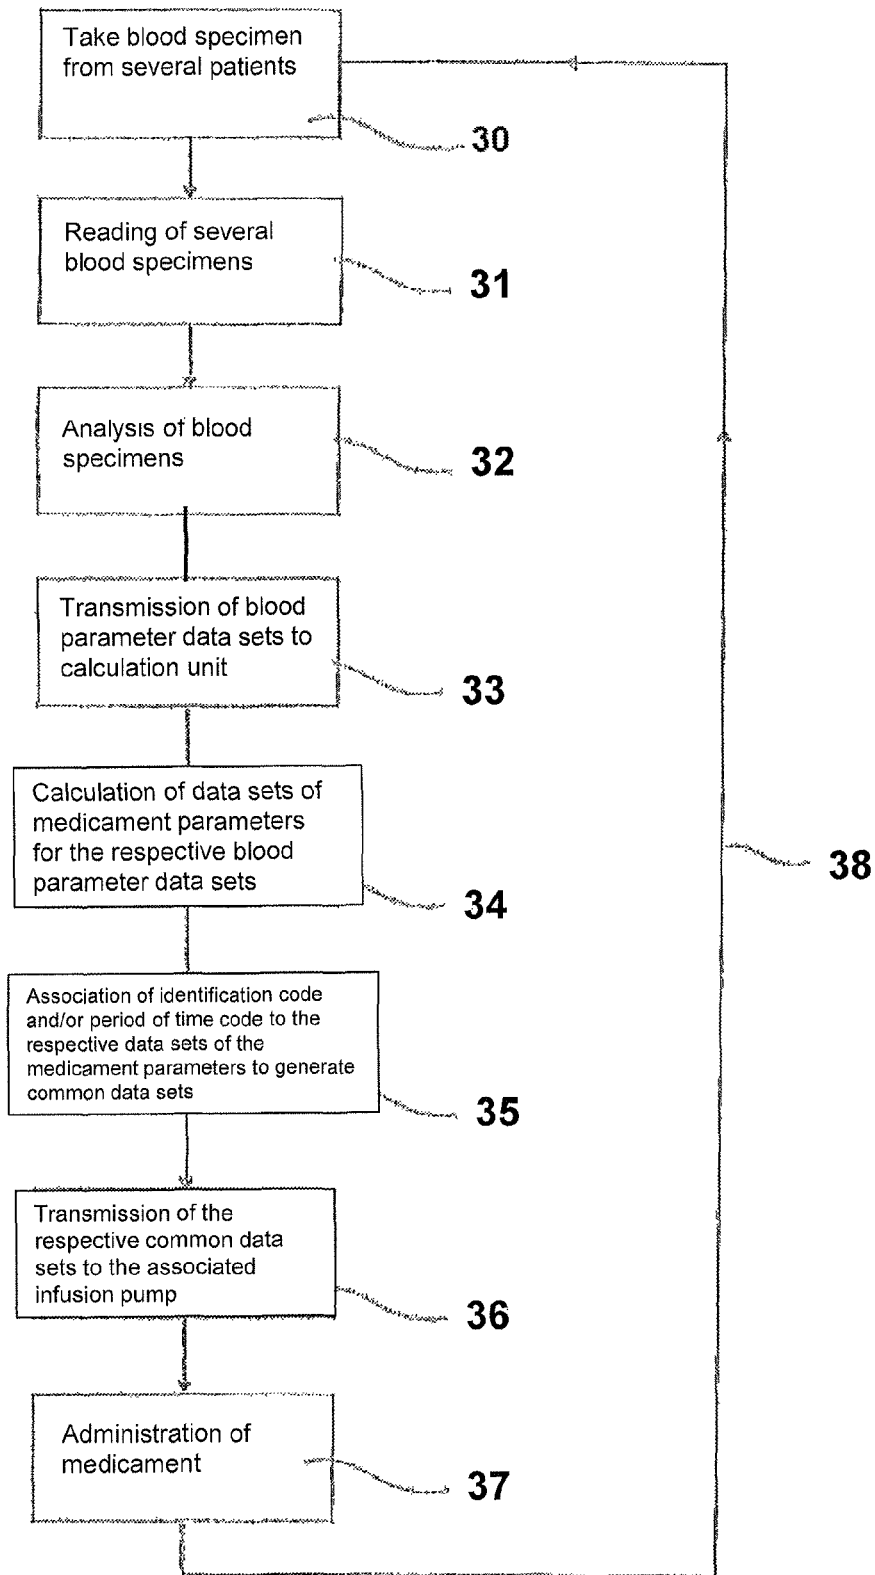 Take blood specimen
from several patients
30
Reading of several
blood specimens
31
Analysis of blood
specimens
32
Transmission of blood
parameter data sets to
calculation unit
33
Calculation of data sets of
medicament parameters
for the respective blood
parameter data sets
38
34
Association of identification code
and/or period of time code to the
respective data sets of the
medicament parameters to generate
common data sets
35
Transmission of the
respective common data
sets to the associated
infusion pump
36
Administration of
medicament
37